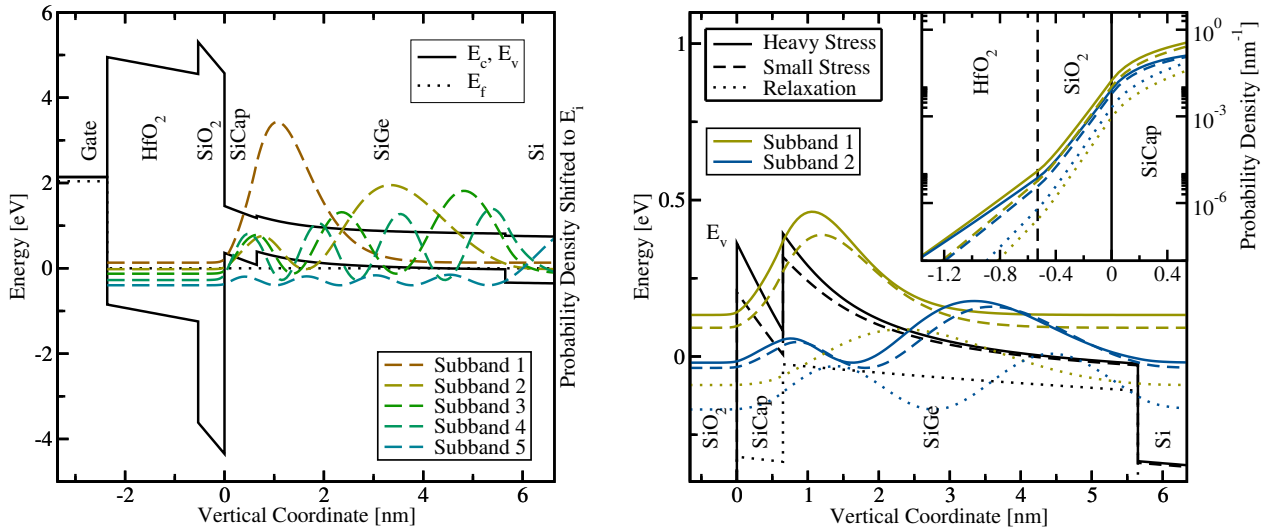 6
4
2
0
-2
-4
Energy [eV]
-2
0
2
4
6
Vertical Coordinate [nm]
Gate
HfO2
SiO2
SiCap
SiGe
Si
E_c, E_v
E_f
Subband 1
Subband 2
Subband 3
Subband 4
Subband 5
Probability Density Shifted to E_i
1
0.5
0
Energy [eV]
0
1
2
3
4
5
6
Vertical Coordinate [nm]
Heavy Stress
Small Stress
Relaxation
Subband 1
Subband 2
E_v
SiO2
SiCap
SiGe
Si
HfO2
SiO2
SiCap
-1.2
-0.8
-0.4
0
0.4
10^0
10^-3
10^-6
Probability Density [nm^-1]